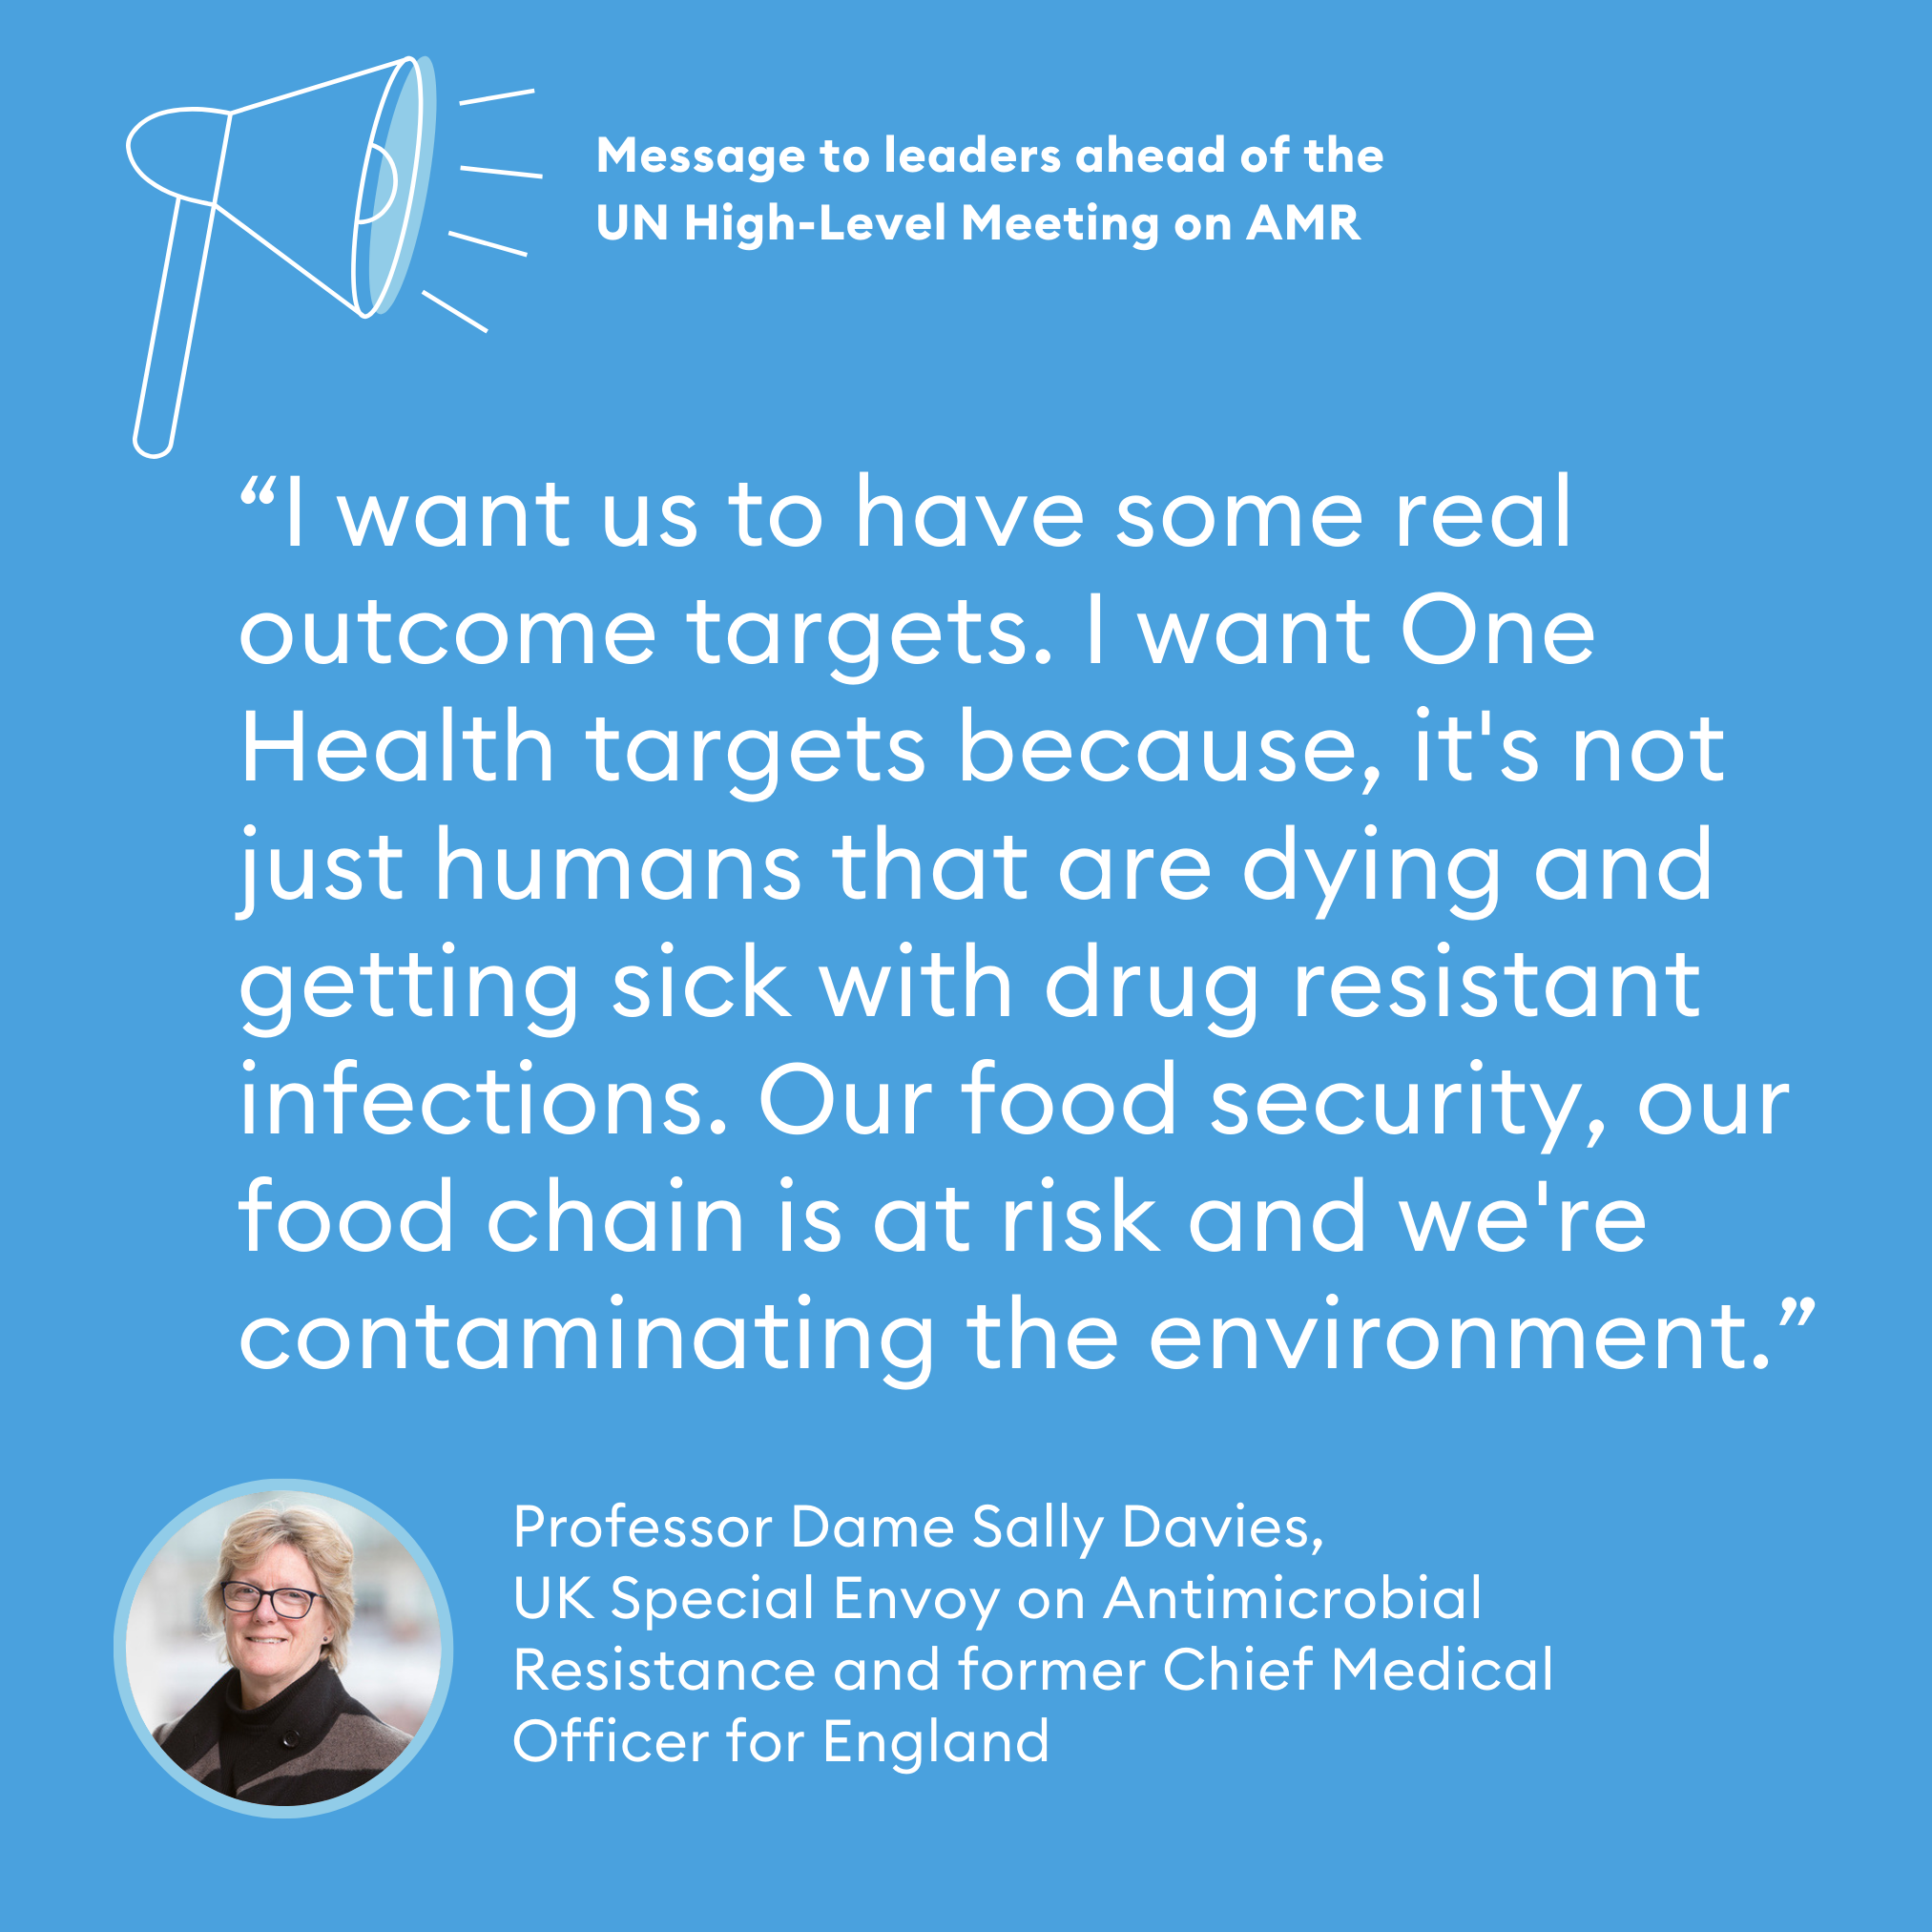 Message to leaders ahead of the
UN High-Level Meeting on AMR
“I want us to have some real
outcome targets. I want One
Health targets because, it's not
just humans that are dying and
getting sick with drug resistant
infections. Our food security, our
food chain is at risk and we're
contaminating the environment.”
Professor Dame Sally Davies,
UK Special Envoy on Antimicrobial
Resistance and former Chief Medical
Officer for England